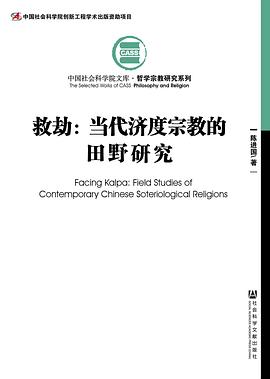 中国社会科学院创新工程学术出版资助项目
CASS
中国社会科学院文库·哲学宗教研究系列
The Selected Works of CASS Philosophy and Religion
救劫：当代济度宗教的
田野研究
Facing Kalpa: Field Studies of
Contemporary Chinese Soteriological Religions
陈进国 著
社会科学文献出版社
SOCIAL SCIENCES ACADEMIC PRESS (CHINA)